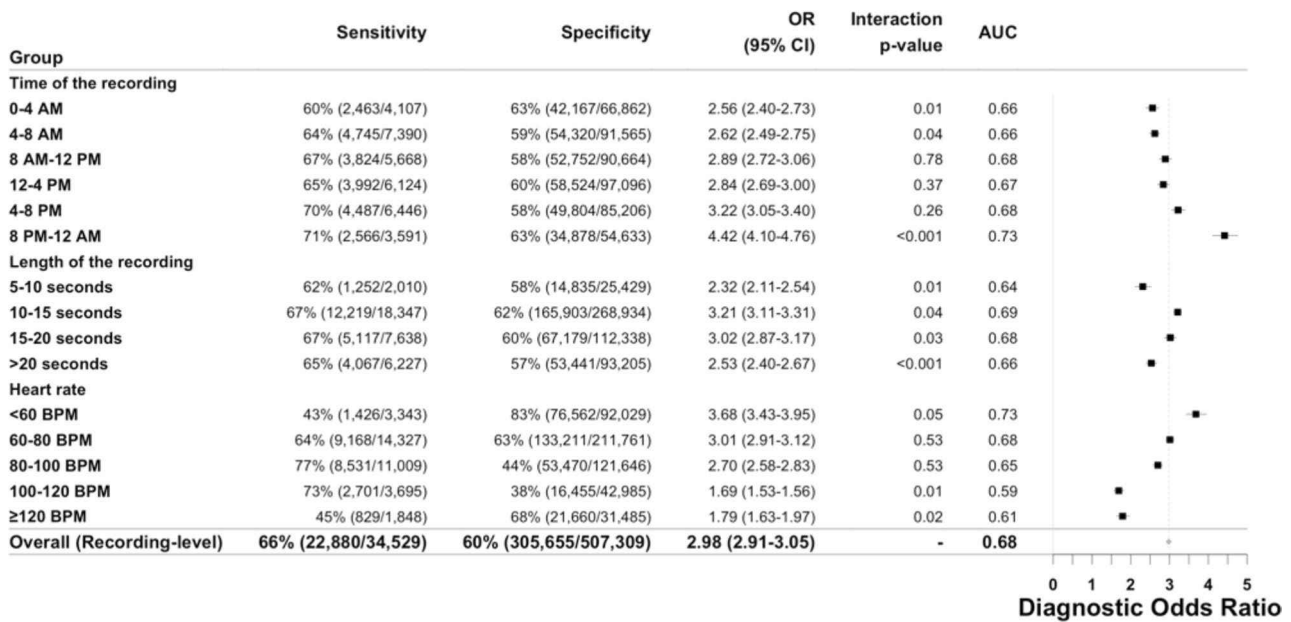 Group Sensitivity Specificity OR (95% CI) Interaction p-value AUC
Time of the recording
0-4 AM 60% (2,463/4,107) 63% (42,167/66,862) 2.56 (2.40-2.73) 0.01 0.66
4-8 AM 64% (4,745/7,390) 59% (54,320/91,565) 2.62 (2.49-2.75) 0.04 0.66
8 AM-12 PM 67% (3,824/5,668) 58% (52,752/90,664) 2.89 (2.72-3.06) 0.78 0.68
12-4 PM 65% (3,992/6,124) 60% (58,524/97,096) 2.84 (2.69-3.00) 0.37 0.67
4-8 PM 70% (4,487/6,446) 58% (49,804/85,206) 3.22 (3.05-3.40) 0.26 0.68
8 PM-12 AM 71% (2,566/3,591) 63% (34,878/54,633) 4.42 (4.10-4.76) <0.001 0.73
Length of the recording
5-10 seconds 62% (1,252/2,010) 58% (14,835/25,429) 2.32 (2.11-2.54) 0.01 0.64
10-15 seconds 67% (12,219/18,347) 62% (165,903/268,934) 3.21 (3.11-3.31) 0.04 0.69
15-20 seconds 67% (5,117/7,638) 60% (67,179/112,338) 3.02 (2.87-3.17) 0.03 0.68
>20 seconds 65% (4,067/6,227) 57% (53,441/93,205) 2.53 (2.40-2.67) <0.001 0.66
Heart rate
<60 BPM 43% (1,426/3,343) 83% (76,562/92,029) 3.68 (3.43-3.95) 0.05 0.73
60-80 BPM 64% (9,168/14,327) 63% (133,211/211,761) 3.01 (2.91-3.12) 0.53 0.68
80-100 BPM 77% (8,531/11,009) 44% (53,470/121,646) 2.70 (2.58-2.83) 0.53 0.65
100-120 BPM 73% (2,701/3,695) 38% (16,455/42,985) 1.69 (1.53-1.56) 0.01 0.59
≥120 BPM 45% (829/1,848) 68% (21,660/31,485) 1.79 (1.63-1.97) 0.02 0.61
Overall (Recording-level) 66% (22,880/34,529) 60% (305,655/507,309) 2.98 (2.91-3.05) - 0.68
0 1 2 3 4 5
Diagnostic Odds Ratio